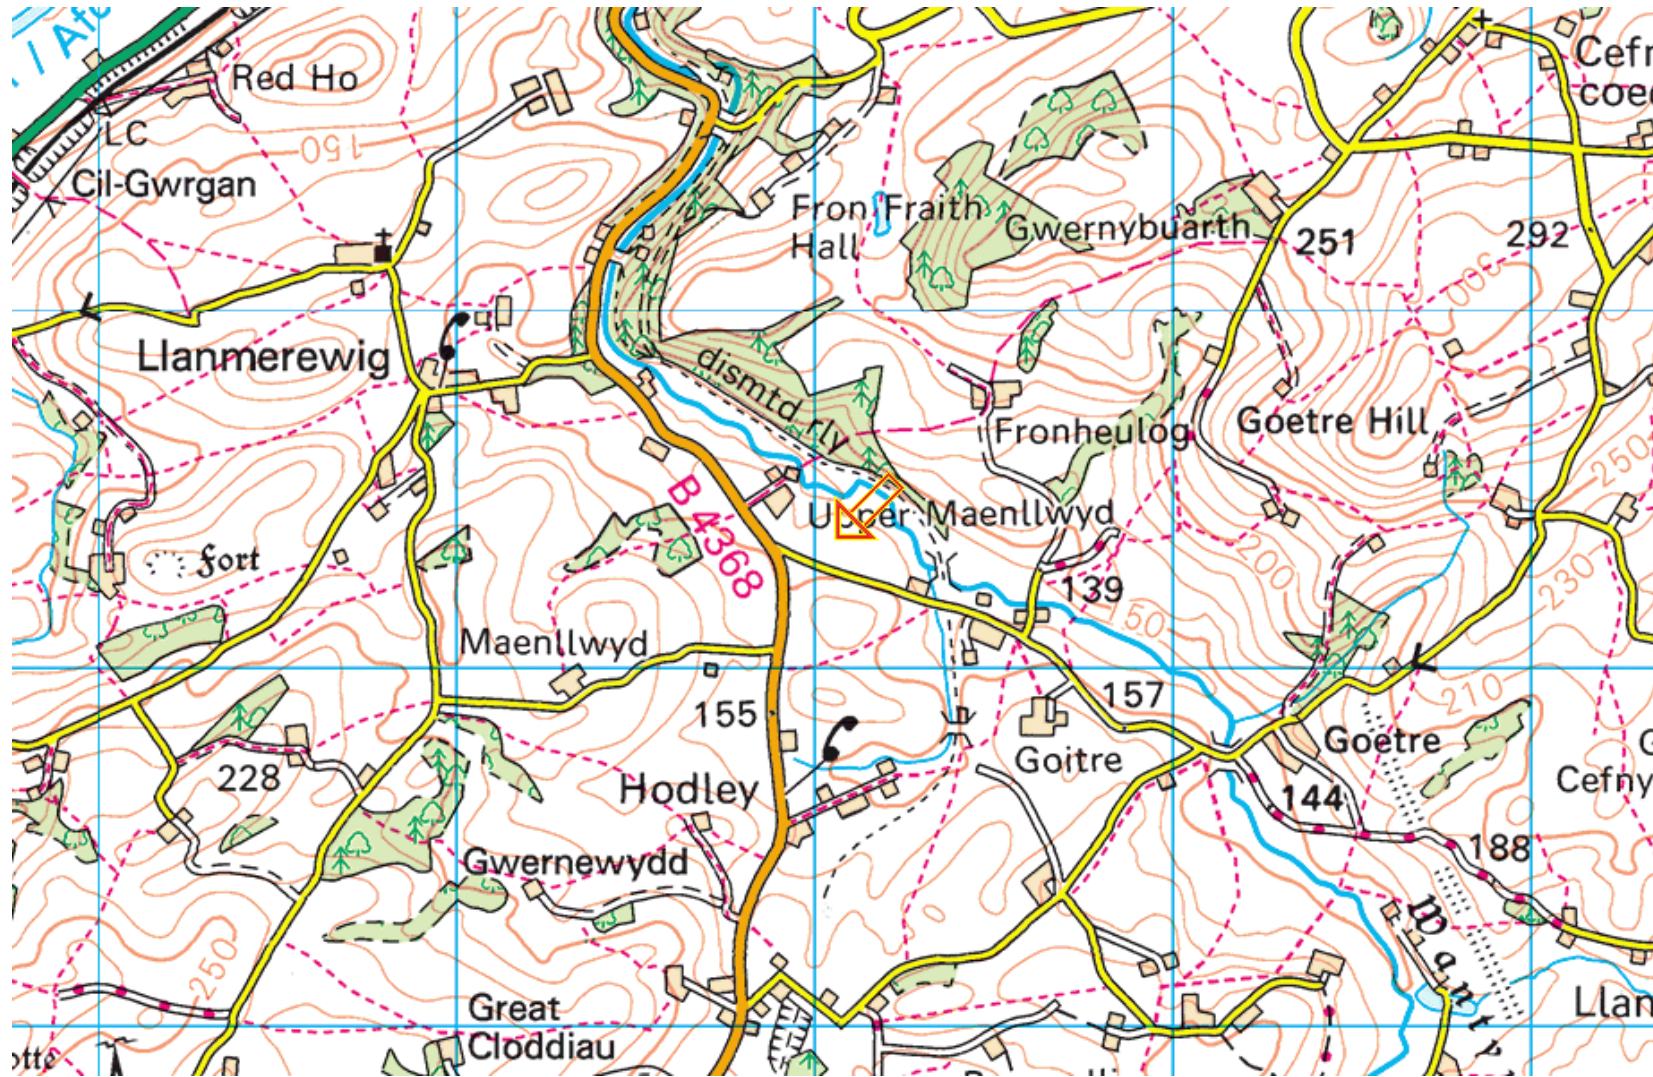 Red Ho
LC
Cil-Gwrgan
150
Cefn
coed
Fron Fraith
Hall
Gwernybuarth
251
292
300
Llanmerewig
dismtd rly
Fronheulog
Goetre Hill
250
B 4368
Upper Maenllwyd
Fort
200
139
230
150
Maenllwyd
155
157
210
228
Hodley
Goitre
Goetre
Cefny
144
188
Gwernewydd
250
Great
Cloddiau
Llan